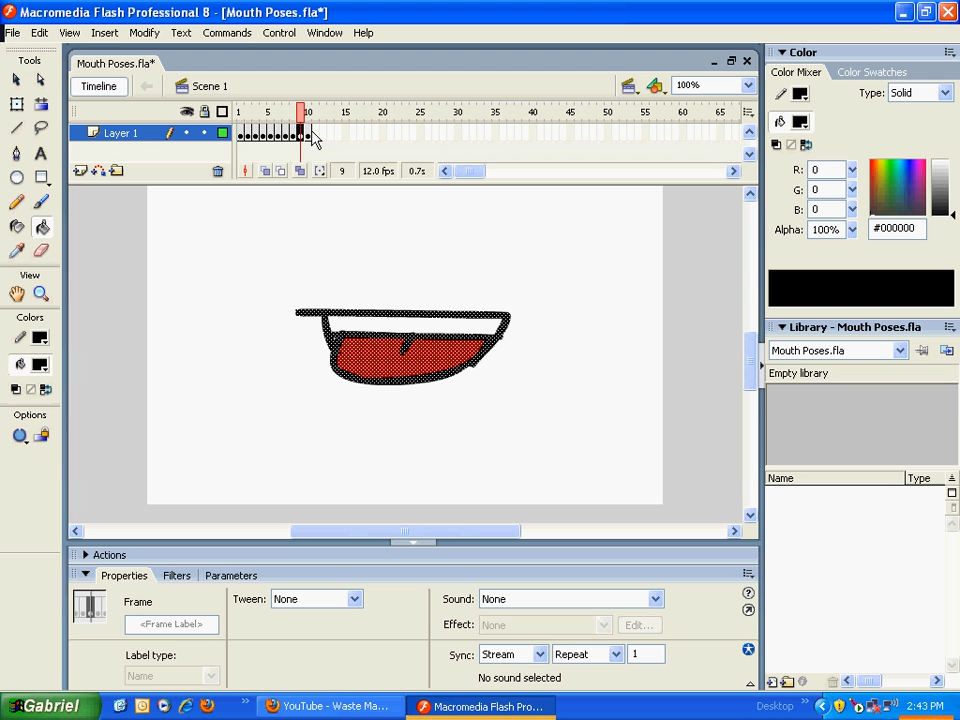 Macromedia Flash Professional 8 - [Mouth Poses.fla*]
File Edit View Insert Modify Text Commands Control Window Help
Tools
View
Colors
Options
Mouth Poses.fla*
Timeline
Scene 1
100%
1 5 10 15 20 25 30 35 40 45 50 55 60 65
Layer 1
9 12.0 fps 0.7s
Color
Color Mixer Color Swatches
Type: Solid
R: 0
G: 0
B: 0
Alpha: 100% #000000
Library - Mouth Poses.fla
Mouth Poses.fla
Empty library
Name Type
Actions
Properties Filters Parameters
Frame
<Frame Label>
Label type:
Name
Tween: None
Sound: None
Effect: None Edit...
Sync: Stream Repeat 1
No sound selected
Gabriel
YouTube - Waste Ma...
Macromedia Flash Pro...
Desktop
2:43 PM